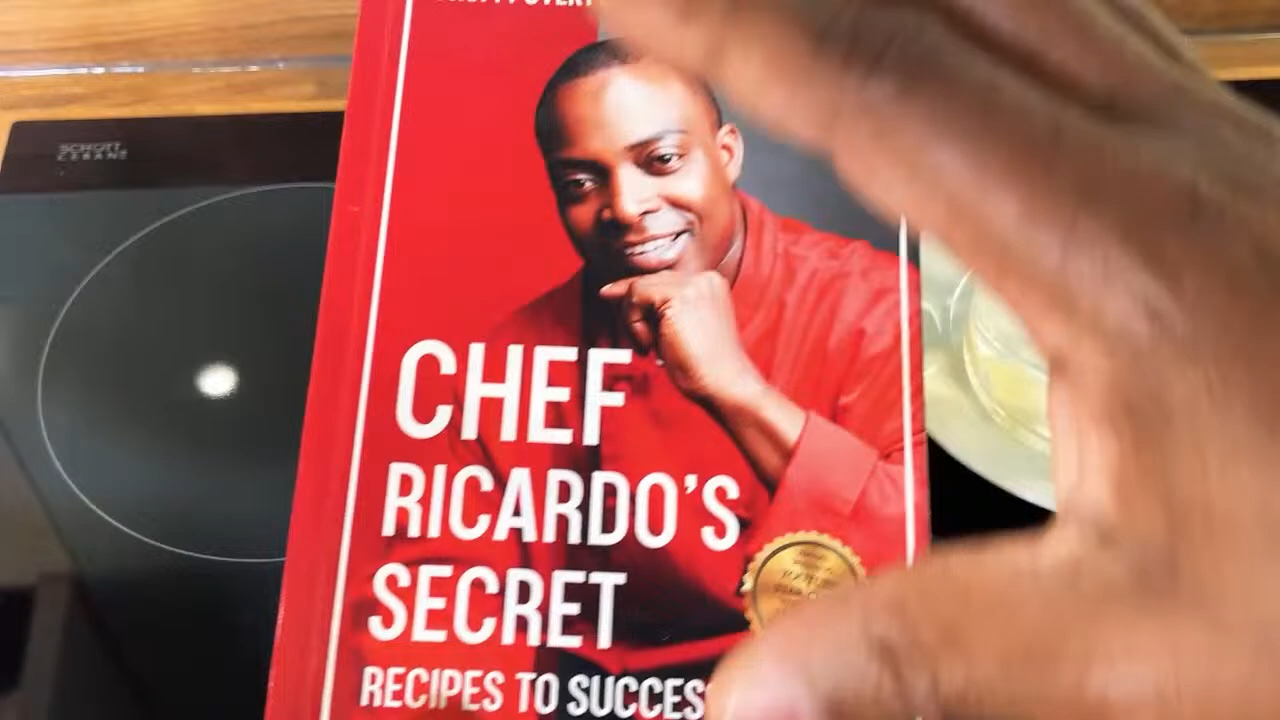 SCHOTT
CERAN®
CHEF
RICARDO'S
SECRET
RECIPES TO SUCCES